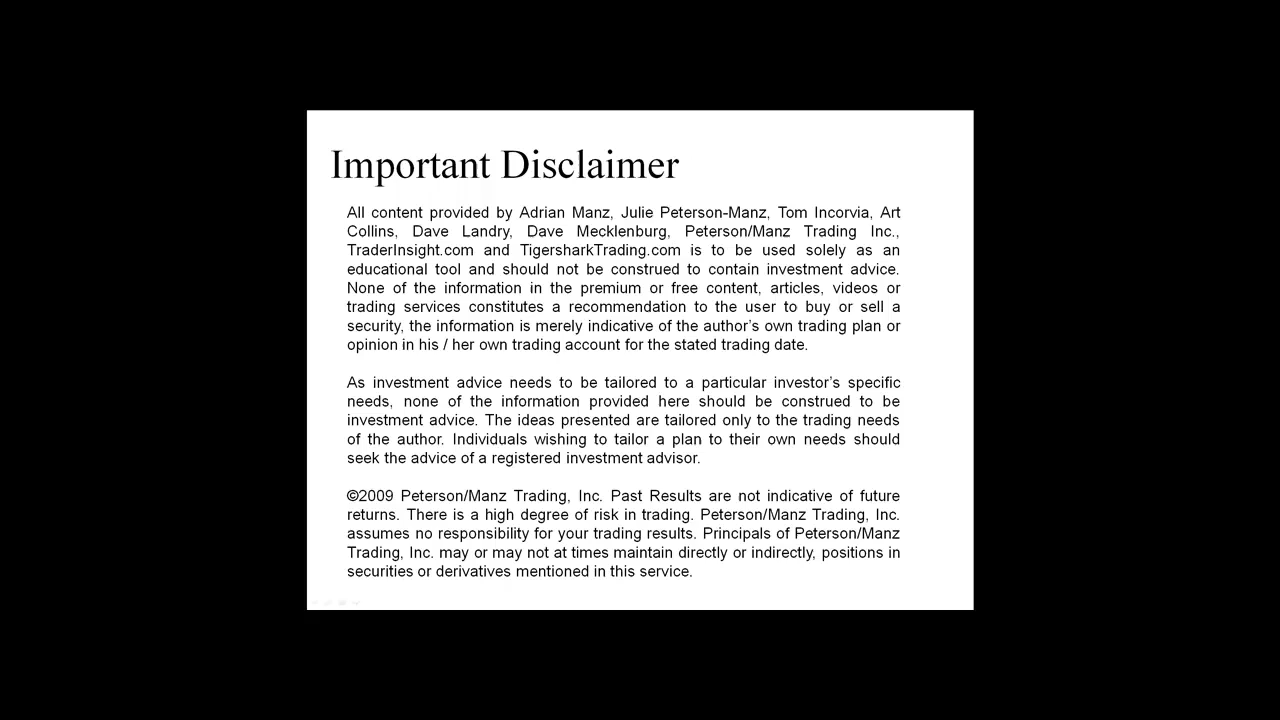 Important Disclaimer
All content provided by Adrian Manz, Julie Peterson-Manz, Tom Incorvia, Art
Collins, Dave Landry, Dave Mecklenburg, Peterson/Manz Trading Inc.,
TraderInsight.com and TigersharkTrading.com is to be used solely as an
educational tool and should not be construed to contain investment advice.
None of the information in the premium or free content, articles, videos or
trading services constitutes a recommendation to the user to buy or sell a
security, the information is merely indicative of the author’s own trading plan or
opinion in his / her own trading account for the stated trading date.
As investment advice needs to be tailored to a particular investor’s specific
needs, none of the information provided here should be construed to be
investment advice. The ideas presented are tailored only to the trading needs
of the author. Individuals wishing to tailor a plan to their own needs should
seek the advice of a registered investment advisor.
©2009 Peterson/Manz Trading, Inc. Past Results are not indicative of future
returns. There is a high degree of risk in trading. Peterson/Manz Trading, Inc.
assumes no responsibility for your trading results. Principals of Peterson/Manz
Trading, Inc. may or may not at times maintain directly or indirectly, positions in
securities or derivatives mentioned in this service.